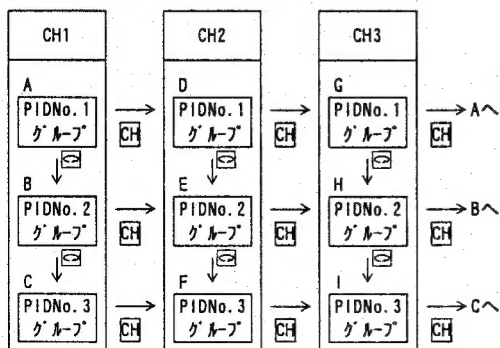 CH1 CH2 CH3
A D G
PIDNo.1 PIDNo.1 PIDNo.1 Aへ
グループ CH グループ CH グループ CH
B E H
PIDNo.2 PIDNo.2 PIDNo.2 Bへ
グループ CH グループ CH グループ CH
C F I
PIDNo.3 PIDNo.3 PIDNo.3 Cへ
グループ CH グループ CH グループ CH